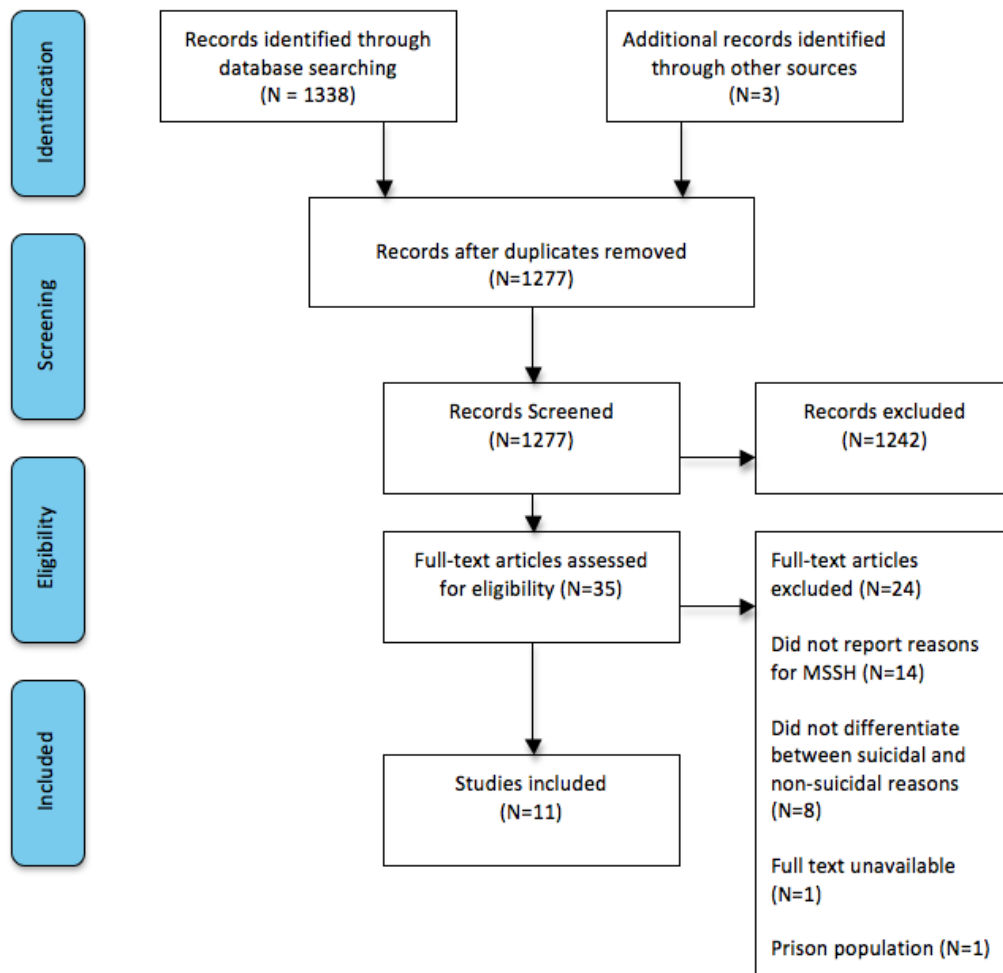 Identification
Records identified through
database searching
(N = 1338)
Additional records identified
through other sources
(N=3)
Records after duplicates removed
(N=1277)
Screening
Records Screened
(N=1277)
Records excluded
(N=1242)
Eligibility
Full-text articles assessed
for eligibility (N=35)
Full-text articles
excluded (N=24)
Did not report reasons
for MSSH (N=14)
Did not differentiate
between suicidal and
non-suicidal reasons
(N=8)
Full text unavailable
(N=1)
Prison population (N=1)
Included
Studies included
(N=11)